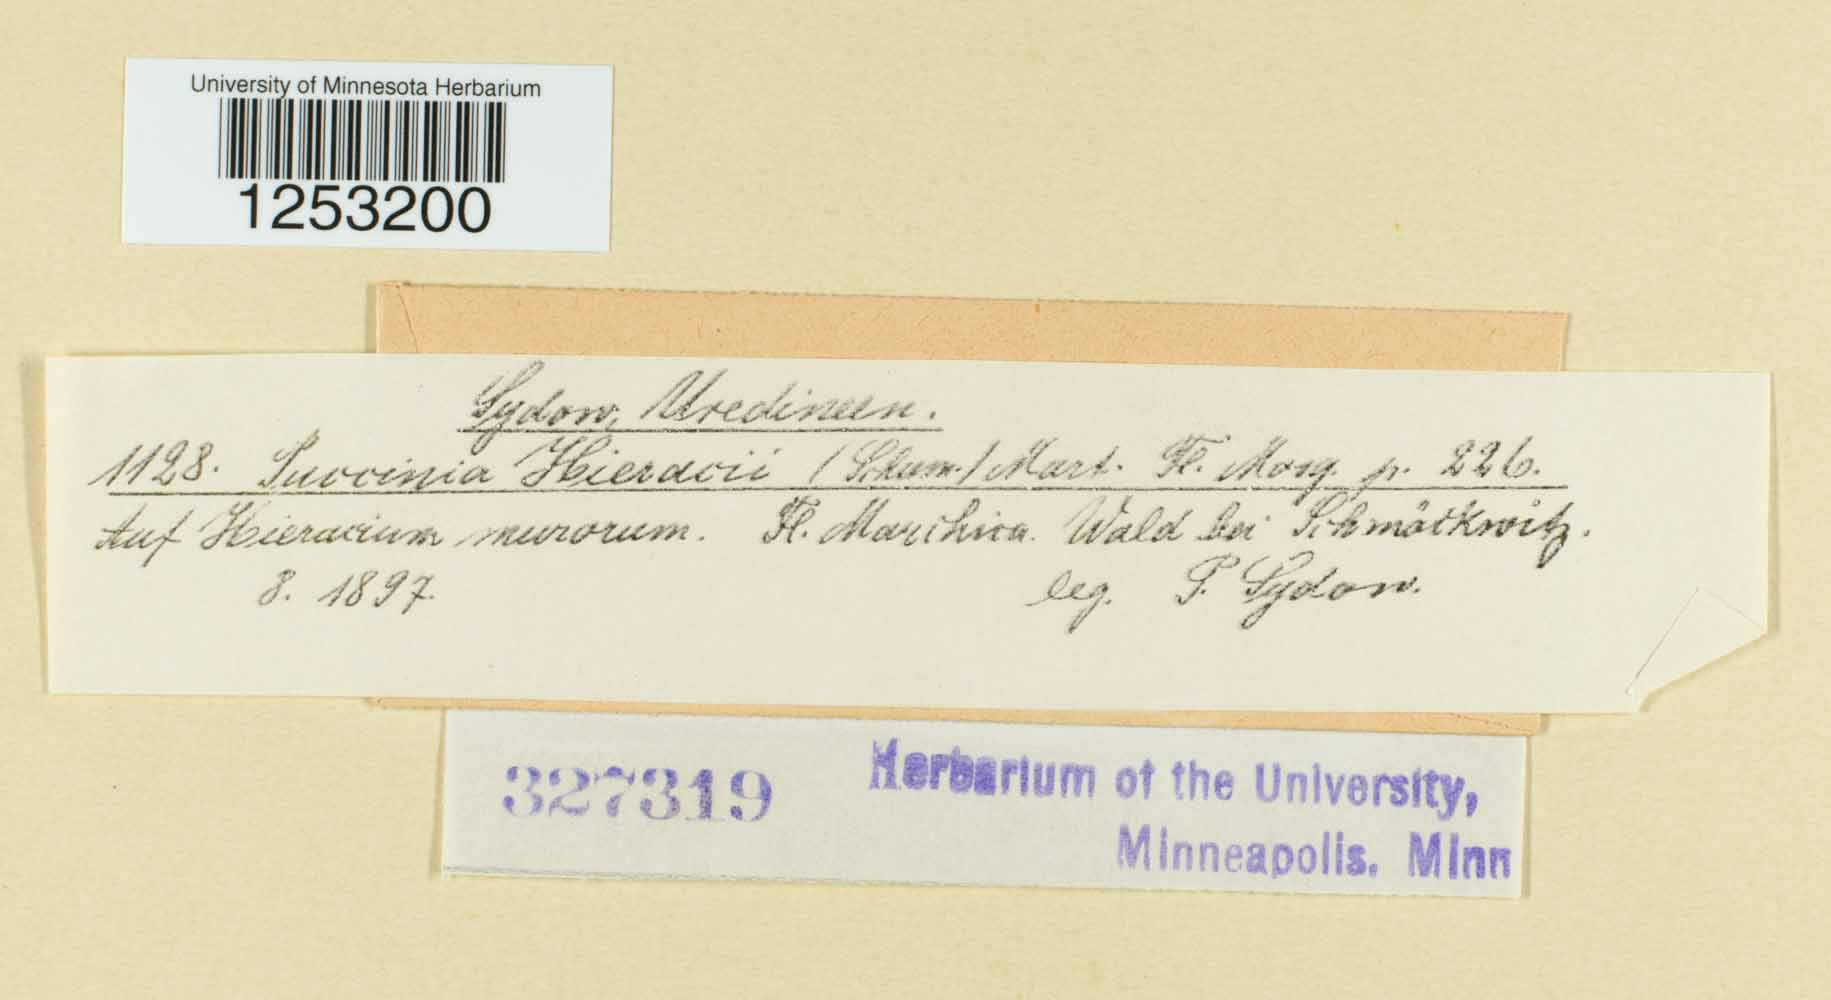 University of Minnesota Herbarium
1253200
Sydow, Uredineen.
1128. Puccinia Hieracii (Schum.) Mart. Fl. Mosq. p. 226.
Auf Hieracium murorum. Fl. Marchica. Wald bei Schmöckwitz.
8. 1897.
leg. P. Sydow.
327319
Herbarium of the University,
Minneapolis. Minn